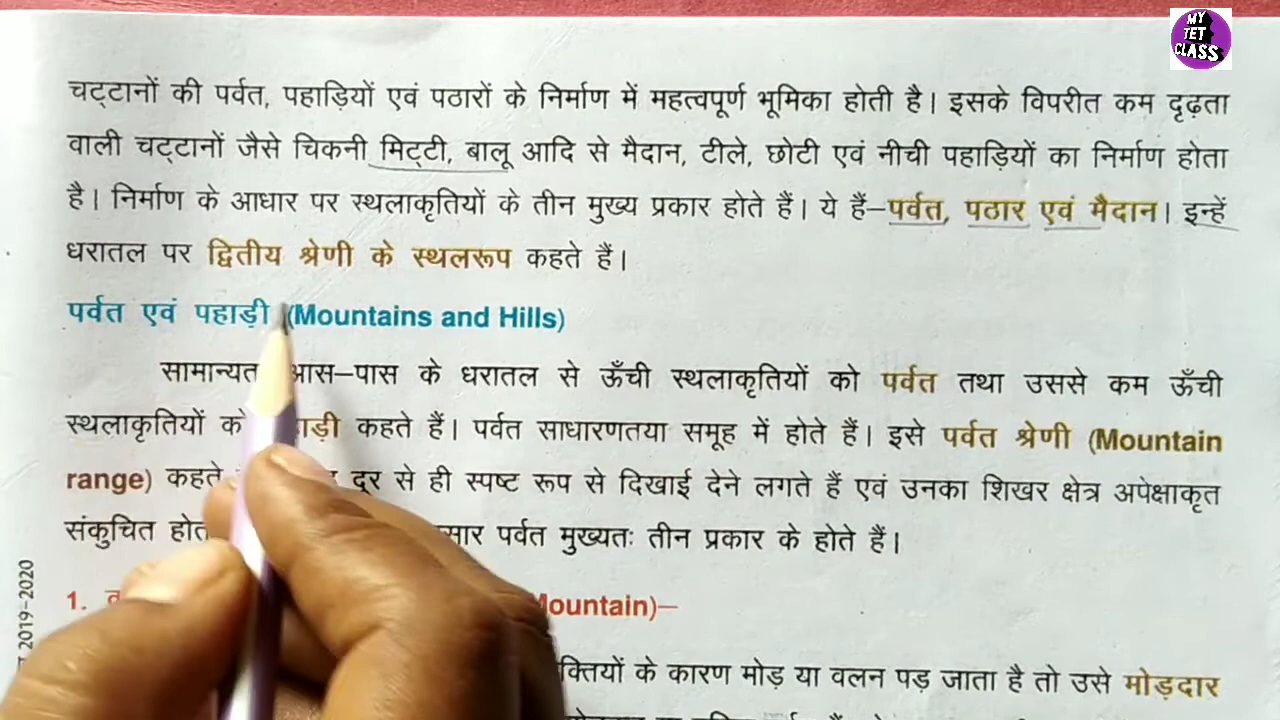 MY
TET
CLASS
चट्टानों की पर्वत, पहाड़ियों एवं पठारों के निर्माण में महत्वपूर्ण भूमिका होती है। इसके विपरीत कम दृढ़ता
वाली चट्टानों जैसे चिकनी मिट्टी, बालू आदि से मैदान, टीले, छोटी एवं नीची पहाड़ियों का निर्माण होता
है। निर्माण के आधार पर स्थलाकृतियों के तीन मुख्य प्रकार होते हैं। ये हैं–पर्वत, पठार एवं मैदान। इन्हें
धरातल पर द्वितीय श्रेणी के स्थलरूप कहते हैं।
पर्वत एवं पहाड़ी (Mountains and Hills)
सामान्यत आस–पास के धरातल से ऊँची स्थलाकृतियों को पर्वत तथा उससे कम ऊँची
स्थलाकृतियों को कहते हैं। पर्वत साधारणतया समूह में होते हैं। इसे पर्वत श्रेणी (Mountain
range) कहते दूर से ही स्पष्ट रूप से दिखाई देने लगते हैं एवं उनका शिखर क्षेत्र अपेक्षाकृत
संकुचित पर्वत मुख्यतः तीन प्रकार के होते हैं।
1. Mountain)–
के कारण मोड़ या वलन पड़ जाता है तो उसे मोड़दार
2019-2020